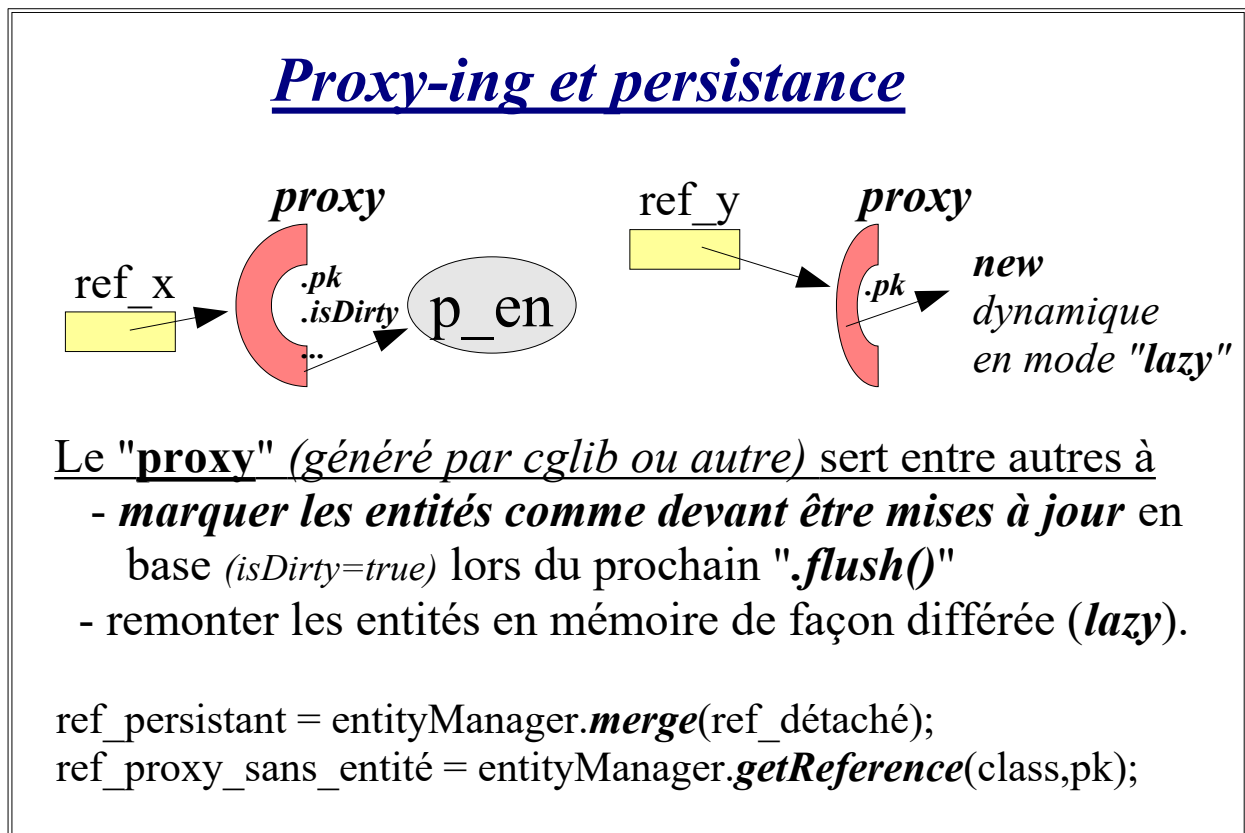 Proxy-ing et persistance
ref_x
proxy
.pk
.isDirty
...
p_en
ref_y
proxy
.pk
new
dynamique
en mode "lazy"
Le "proxy" (généré par cglib ou autre) sert entre autres à
- marquer les entités comme devant être mises à jour en
base (isDirty=true) lors du prochain ".flush()"
- remonter les entités en mémoire de façon différée (lazy).
ref_persistant = entityManager.merge(ref_détaché);
ref_proxy_sans_entité = entityManager.getReference(class,pk);